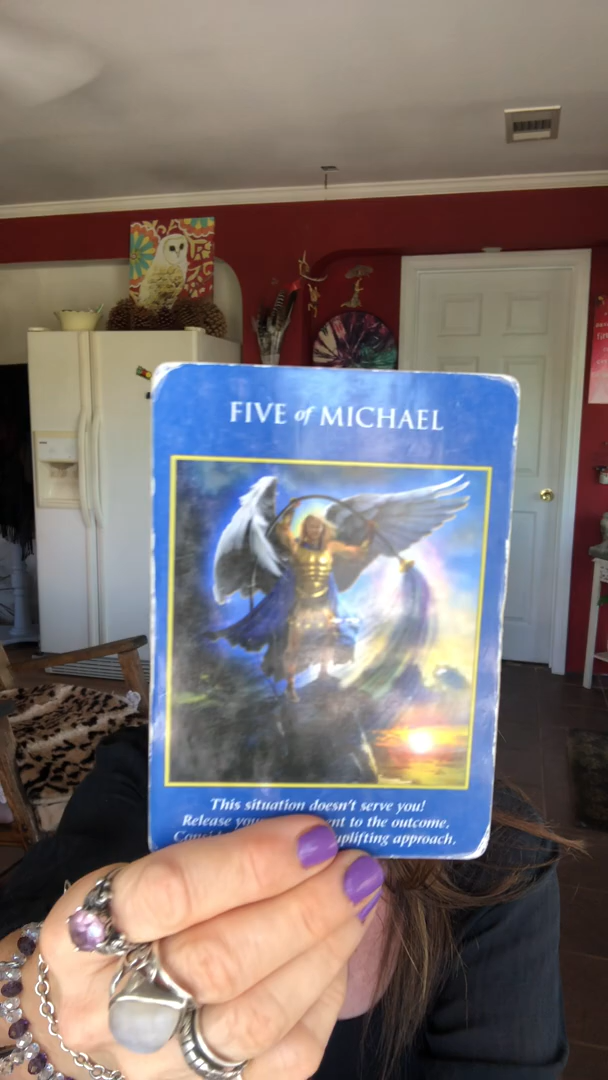 FIVE of MICHAEL
This situation doesn't serve you!
Release to the outcome.
uplifting approach.